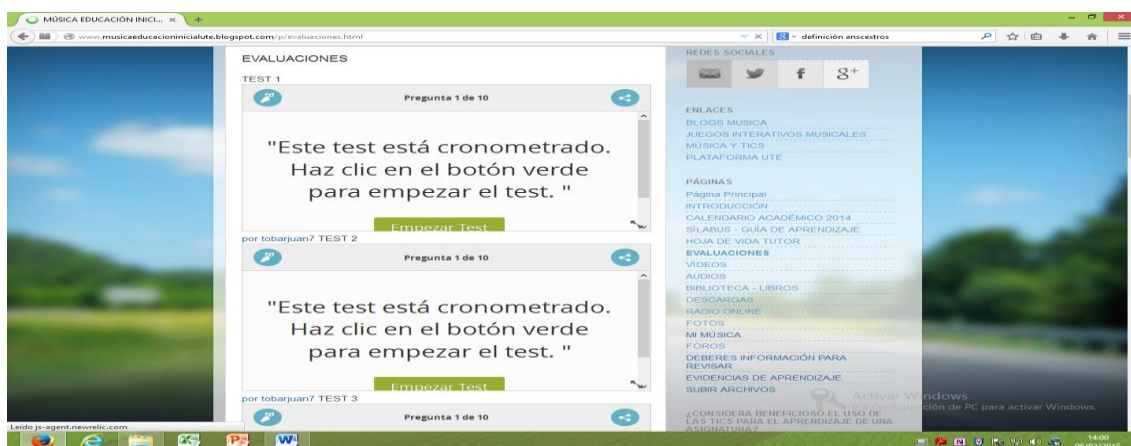 MÚSICA EDUCACIÓN INICI... × +
www.musicaeducacioninicialute.blogspot.com/p/evaluaciones.html
8 - definición anscestros
EVALUACIONES
TEST 1
Pregunta 1 de 10
"Este test está cronometrado.
Haz clic en el botón verde
para empezar el test. "
Empezar Test
por tobarjuan7 TEST 2
Pregunta 1 de 10
"Este test está cronometrado.
Haz clic en el botón verde
para empezar el test. "
Empezar Test
por tobarjuan7 TEST 3
Pregunta 1 de 10
REDES SOCIALES
f g+
ENLACES
BLOGS MUSICA
JUEGOS INTERATIVOS MUSICALES
MÚSICA Y TICS
PLATAFORMA UTE
PÁGINAS
Página Principal
INTRODUCCIÓN
CALENDARIO ACADÉMICO 2014
SÍLABUS - GUÍA DE APRENDIZAJE
HOJA DE VIDA TUTOR
EVALUACIONES
VÍDEOS
AUDIOS
BIBLIOTECA - LIBROS
DESCARGAS
RADIO ONLINE
FOTOS
MI MÚSICA
FOROS
DEBERES INFORMACIÓN PARA
REVISAR
EVIDENCIAS DE APRENDIZAJE
SUBIR ARCHIVOS
¿CONSIDERA BENEFICIOSO EL USO DE
LAS TICS PARA EL APRENDIZAJE DE UNA
ASIGNATURA?
Activar Windows
Configuración de PC para activar Windows.
Leído js-agent.newrelic.com
14:00